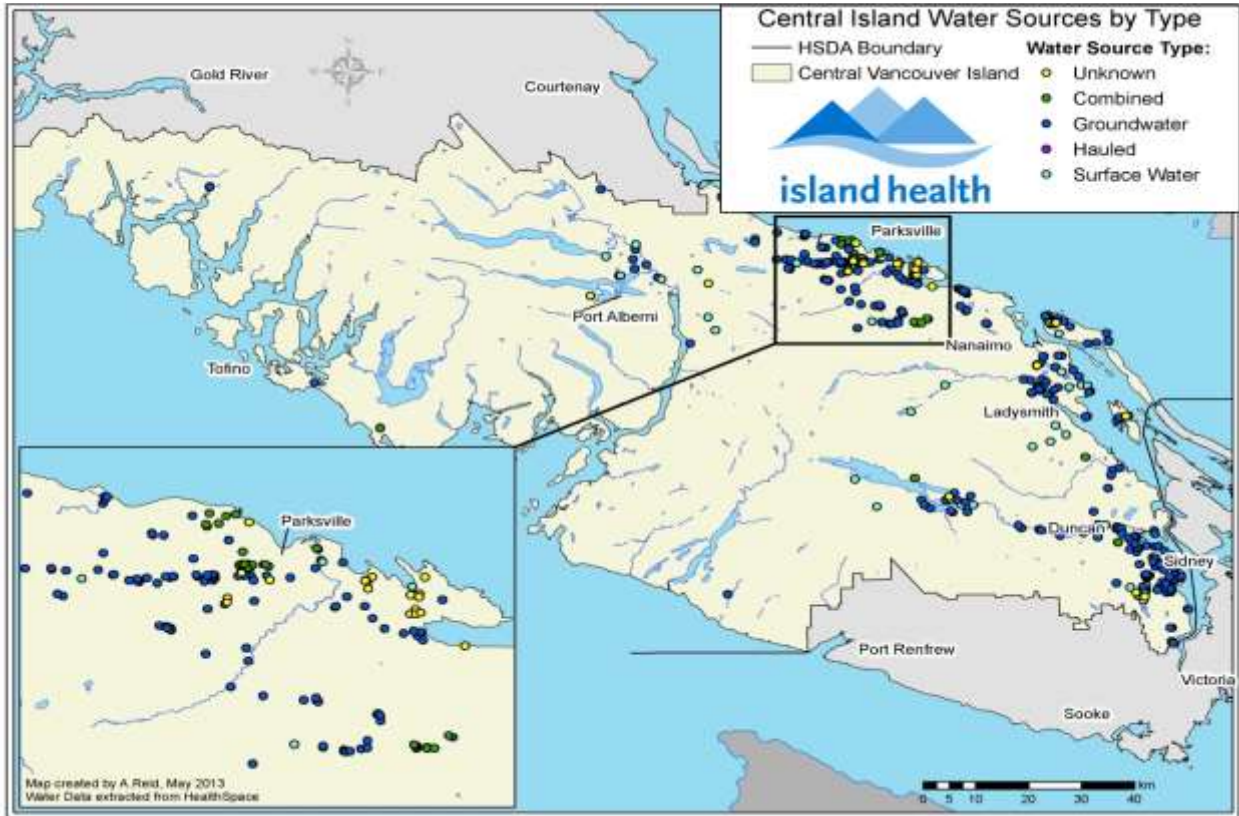 Central Island Water Sources by Type
HSDA Boundary
Central Vancouver Island
Water Source Type:
Unknown
Combined
Groundwater
Hauled
Surface Water
island health
Gold River
Courtenay
Parksville
Port Alberni
Nanaimo
Tofino
Ladysmith
Parksville
Duncan
Sidney
Port Renfrew
Victoria
Sooke
Map created by A Reid, May 2013
Water Data extracted from HealthSpace
km
0 5 10 20 30 40